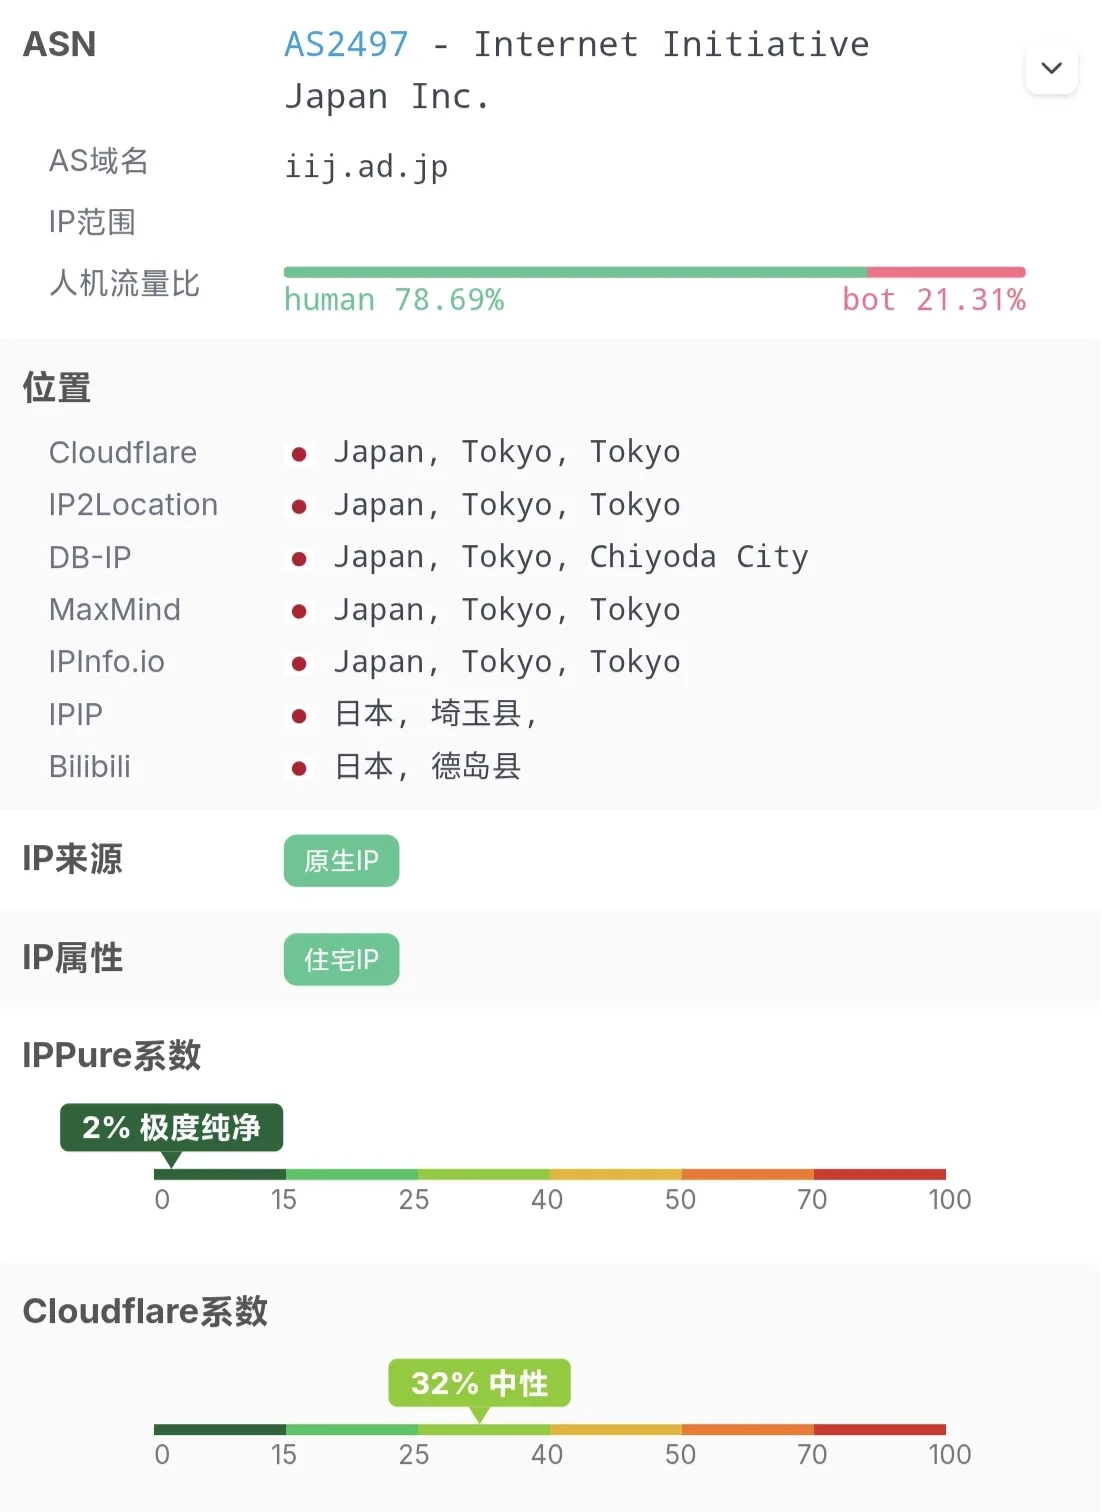 ASN
AS2497 - Internet Initiative
Japan Inc.
AS域名 iij.ad.jp
IP范围
人机流量比
human 78.69% bot 21.31%
位置
Cloudflare Japan, Tokyo, Tokyo
IP2Location Japan, Tokyo, Tokyo
DB-IP Japan, Tokyo, Chiyoda City
MaxMind Japan, Tokyo, Tokyo
IPInfo.io Japan, Tokyo, Tokyo
IPIP 日本, 埼玉县,
Bilibili 日本, 德岛县
IP来源 原生IP
IP属性 住宅IP
IPPure系数
2% 极度纯净
0 15 25 40 50 70 100
Cloudflare系数
32% 中性
0 15 25 40 50 70 100